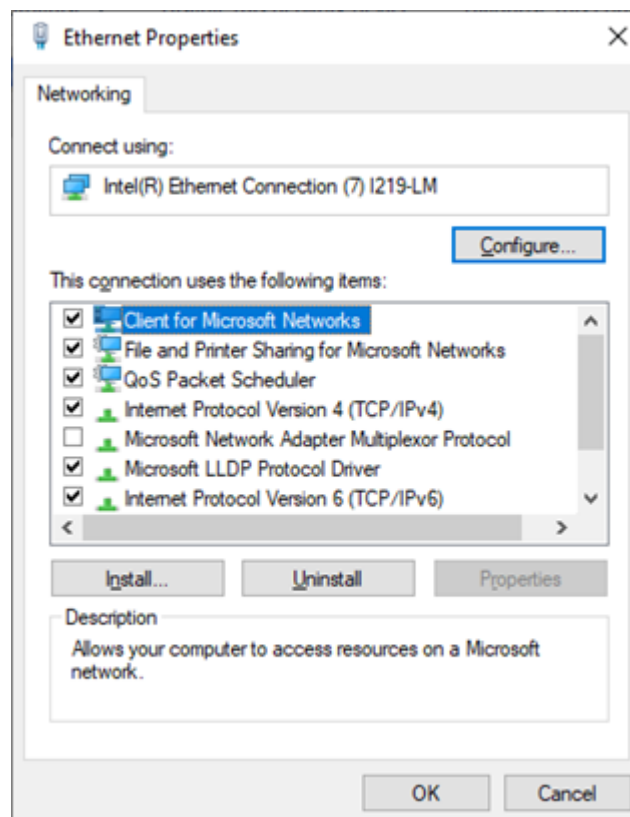 Ethernet Properties
Networking
Connect using:
Intel(R) Ethernet Connection (7) I219-LM
Configure...
This connection uses the following items:
Client for Microsoft Networks
File and Printer Sharing for Microsoft Networks
QoS Packet Scheduler
Internet Protocol Version 4 (TCP/IPv4)
Microsoft Network Adapter Multiplexor Protocol
Microsoft LLDP Protocol Driver
Internet Protocol Version 6 (TCP/IPv6)
Install... Uninstall Properties
Description
Allows your computer to access resources on a Microsoft
network.
OK Cancel